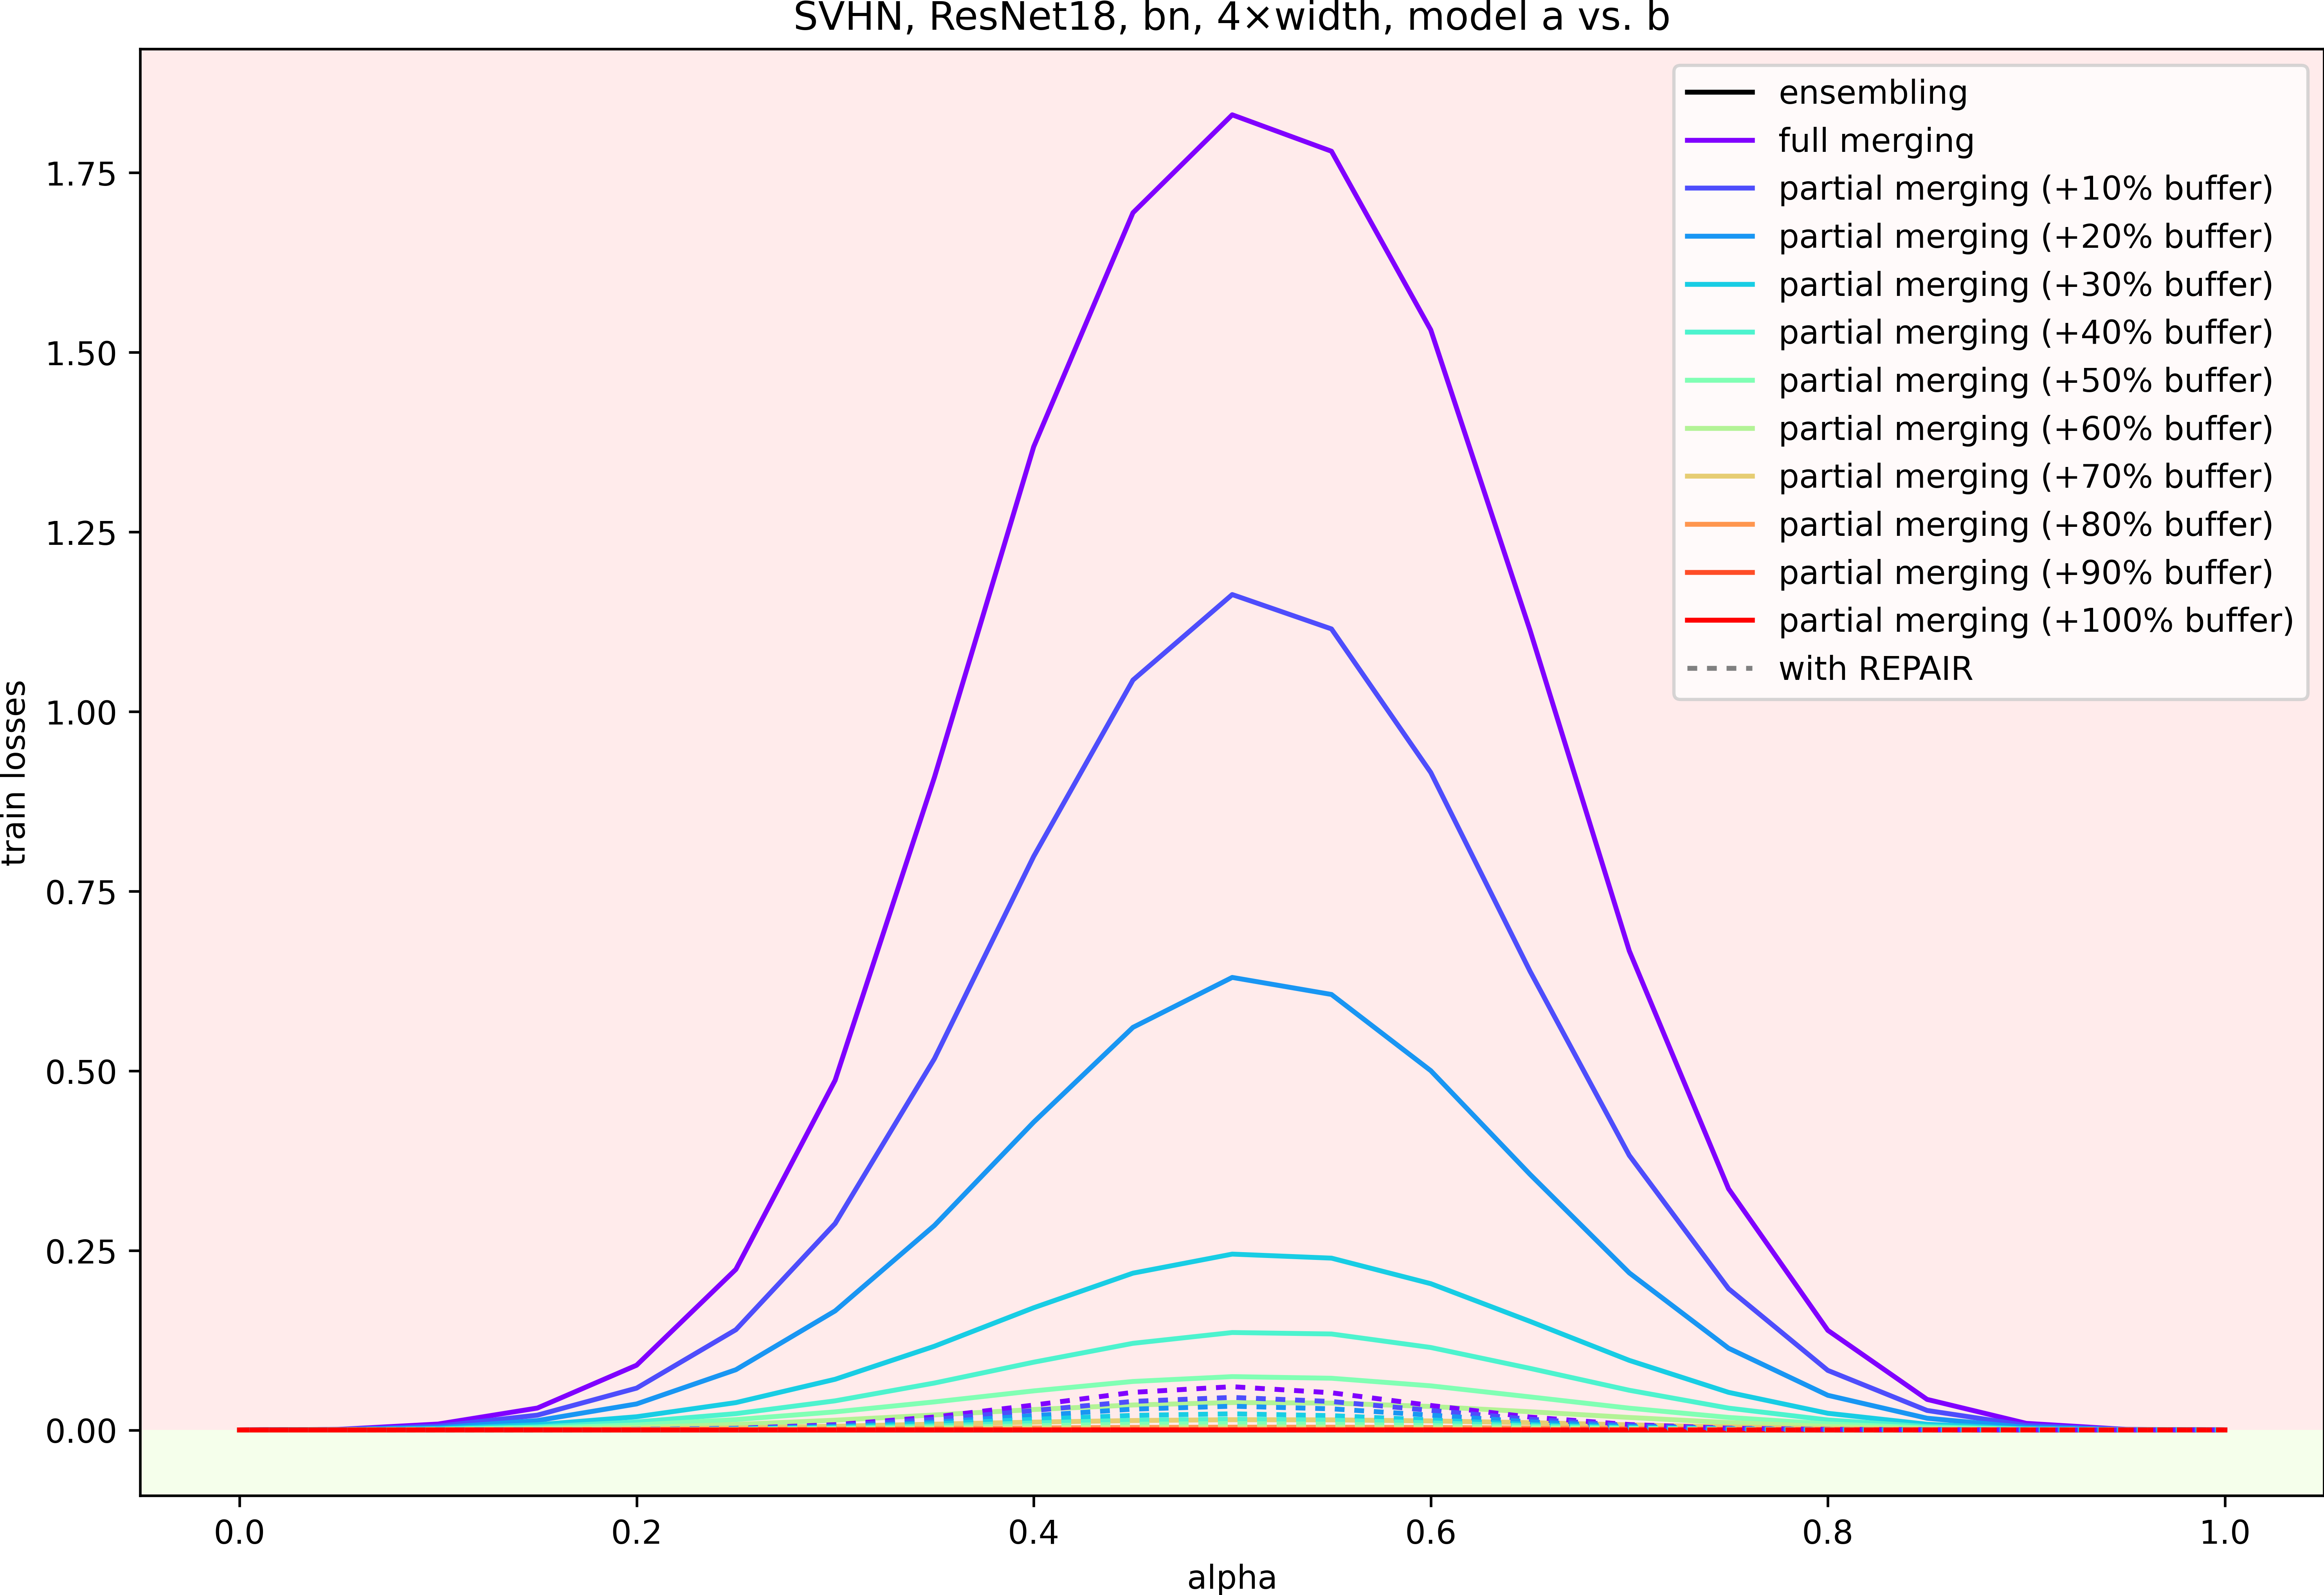 SVHN, ResNet18, bn, 4×width, model a vs. b
ensembling
full merging
partial merging (+10% buffer)
partial merging (+20% buffer)
partial merging (+30% buffer)
partial merging (+40% buffer)
partial merging (+50% buffer)
partial merging (+60% buffer)
partial merging (+70% buffer)
partial merging (+80% buffer)
partial merging (+90% buffer)
partial merging (+100% buffer)
with REPAIR
train losses
1.75
1.50
1.25
1.00
0.75
0.50
0.25
0.00
0.0 0.2 0.4 0.6 0.8 1.0
alpha